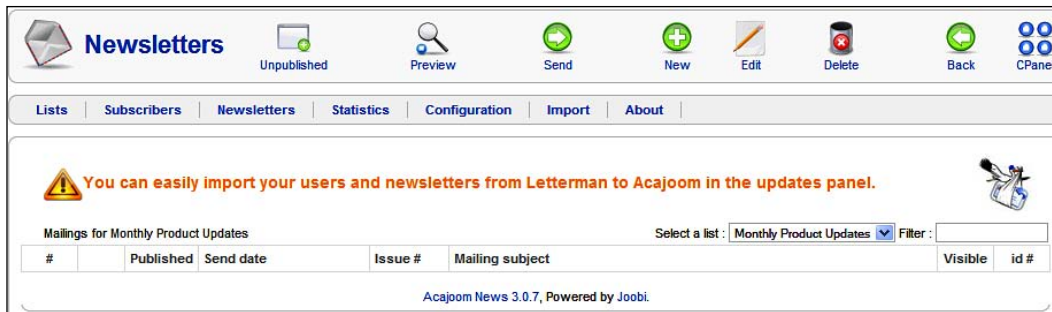 Newsletters
Unpublished Preview Send New Edit Delete Back CPane
Lists Subscribers Newsletters Statistics Configuration Import About
You can easily import your users and newsletters from Letterman to Acajoom in the updates panel.
Mailings for Monthly Product Updates Select a list : Monthly Product Updates Filter :
# Published Send date Issue # Mailing subject Visible id #
Acajoom News 3.0.7, Powered by Joobi.